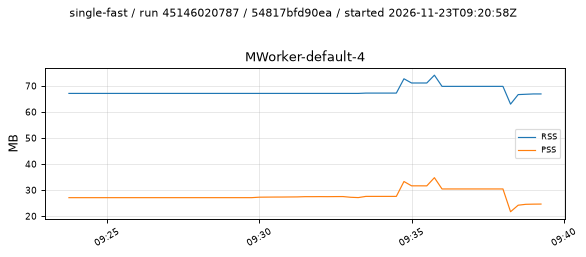 single-fast / run 45146020787 / 54817bfd90ea / started 2026-11-23T09:20:58Z
MWorker-default-4
MB
70
60
50
40
30
20
RSS
PSS
09:25
09:30
09:35
09:40